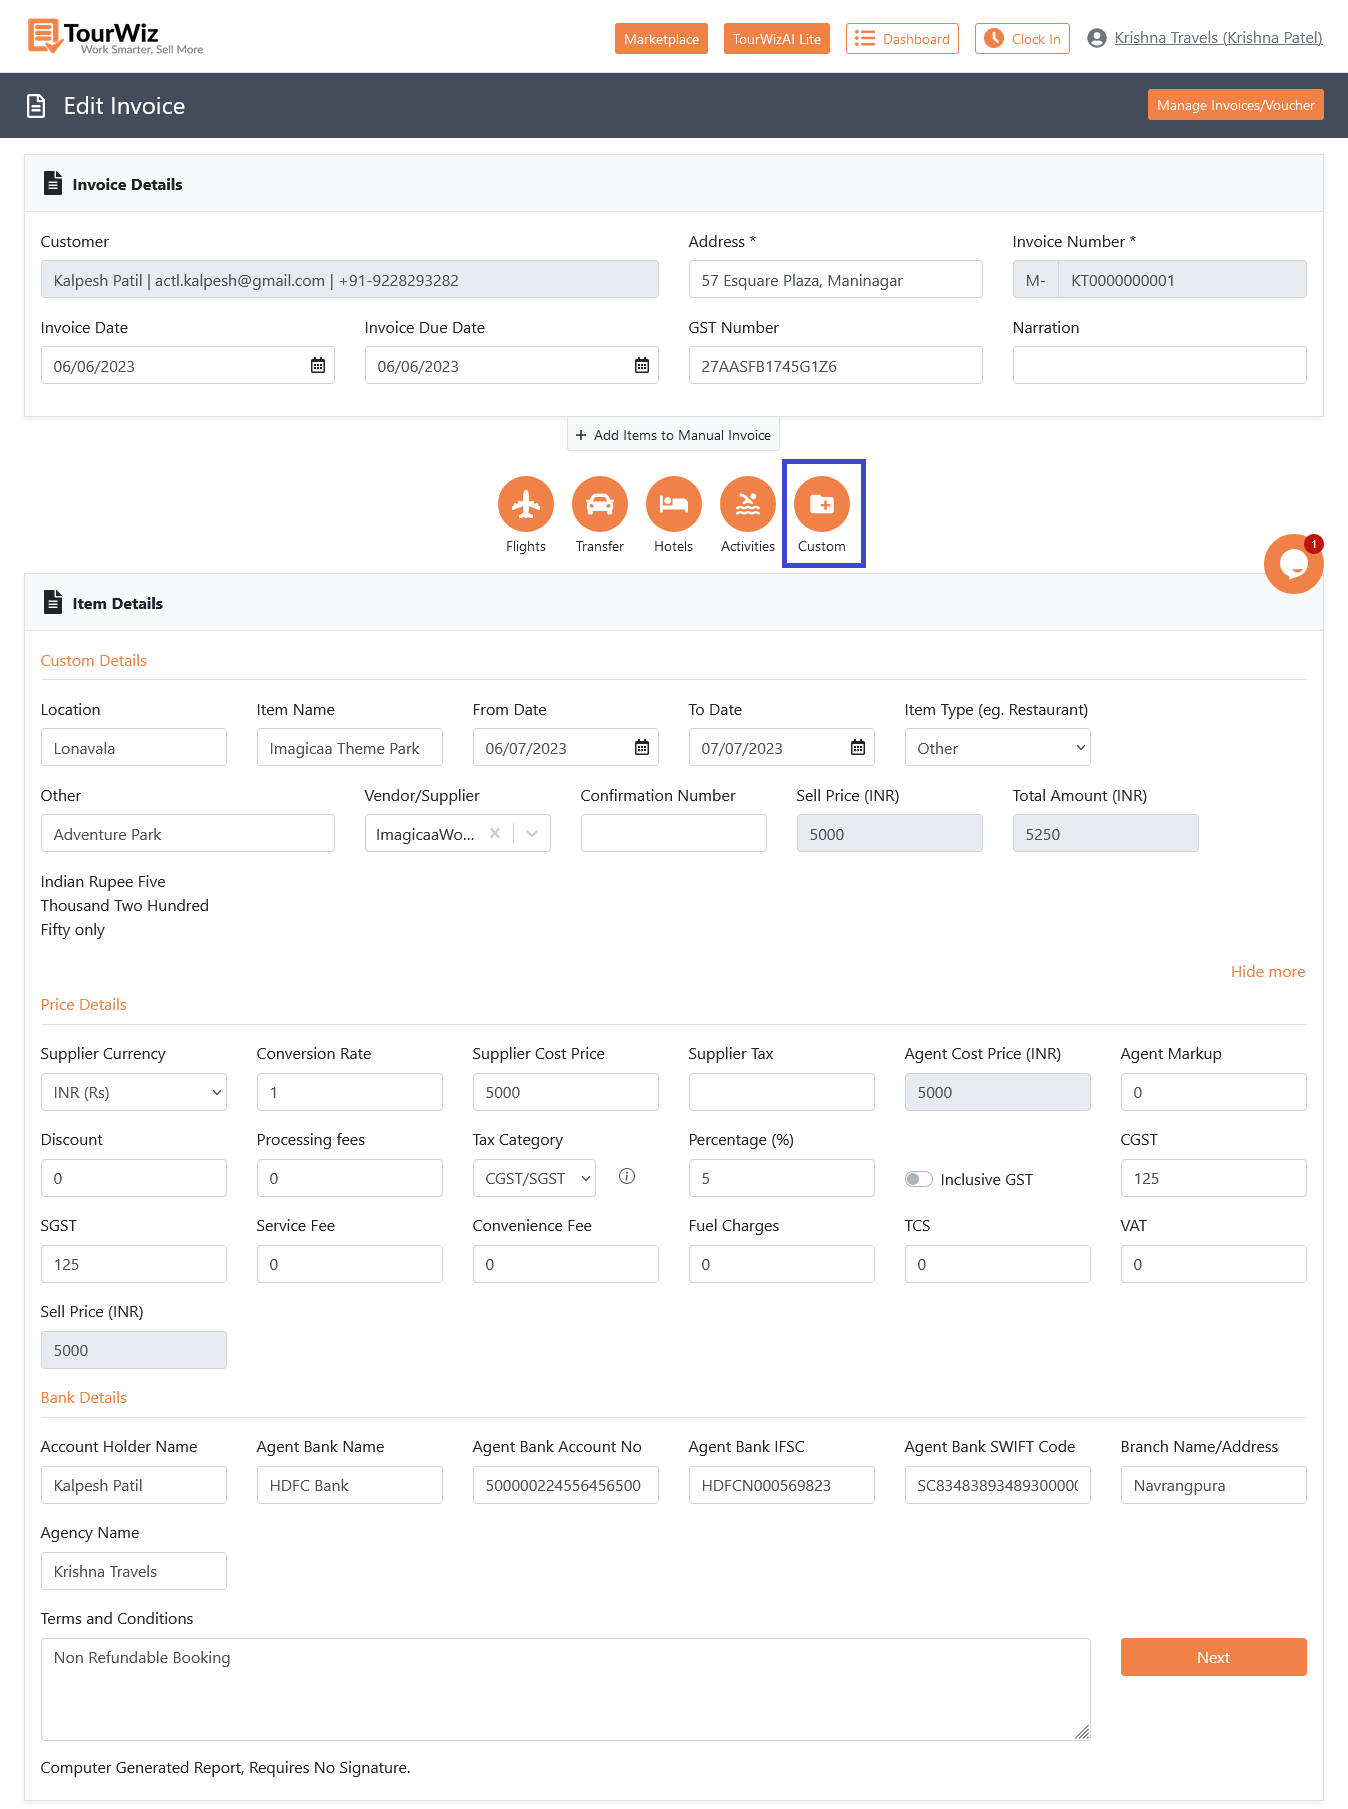 TourWiz
Work Smarter, Sell More
Marketplace
TourWizAI Lite
Dashboard
Clock In
Krishna Travels (Krishna Patel)
Edit Invoice
Manage Invoices/Voucher
Invoice Details
Customer
Address *
Invoice Number *
Kalpesh Patil | actl.kalpesh@gmail.com | +91-9228293282
57 Esquare Plaza, Maninagar
M- KT0000000001
Invoice Date
Invoice Due Date
GST Number
Narration
06/06/2023
06/06/2023
27AASFB1745G1Z6
+ Add Items to Manual Invoice
Flights
Transfer
Hotels
Activities
Custom
1
Item Details
Custom Details
Location
Item Name
From Date
To Date
Item Type (eg. Restaurant)
Lonavala
Imagicaa Theme Park
06/07/2023
07/07/2023
Other
Other
Vendor/Supplier
Confirmation Number
Sell Price (INR)
Total Amount (INR)
Adventure Park
ImagicaaWo...
5000
5250
Indian Rupee Five
Thousand Two Hundred
Fifty only
Hide more
Price Details
Supplier Currency
Conversion Rate
Supplier Cost Price
Supplier Tax
Agent Cost Price (INR)
Agent Markup
INR (Rs)
1
5000
5000
0
Discount
Processing fees
Tax Category
Percentage (%)
CGST
0
0
CGST/SGST
5
Inclusive GST
125
SGST
Service Fee
Convenience Fee
Fuel Charges
TCS
VAT
125
0
0
0
0
0
Sell Price (INR)
5000
Bank Details
Account Holder Name
Agent Bank Name
Agent Bank Account No
Agent Bank IFSC
Agent Bank SWIFT Code
Branch Name/Address
Kalpesh Patil
HDFC Bank
500000224556456500
HDFCN000569823
SC83483893489300000
Navrangpura
Agency Name
Krishna Travels
Terms and Conditions
Non Refundable Booking
Next
Computer Generated Report, Requires No Signature.